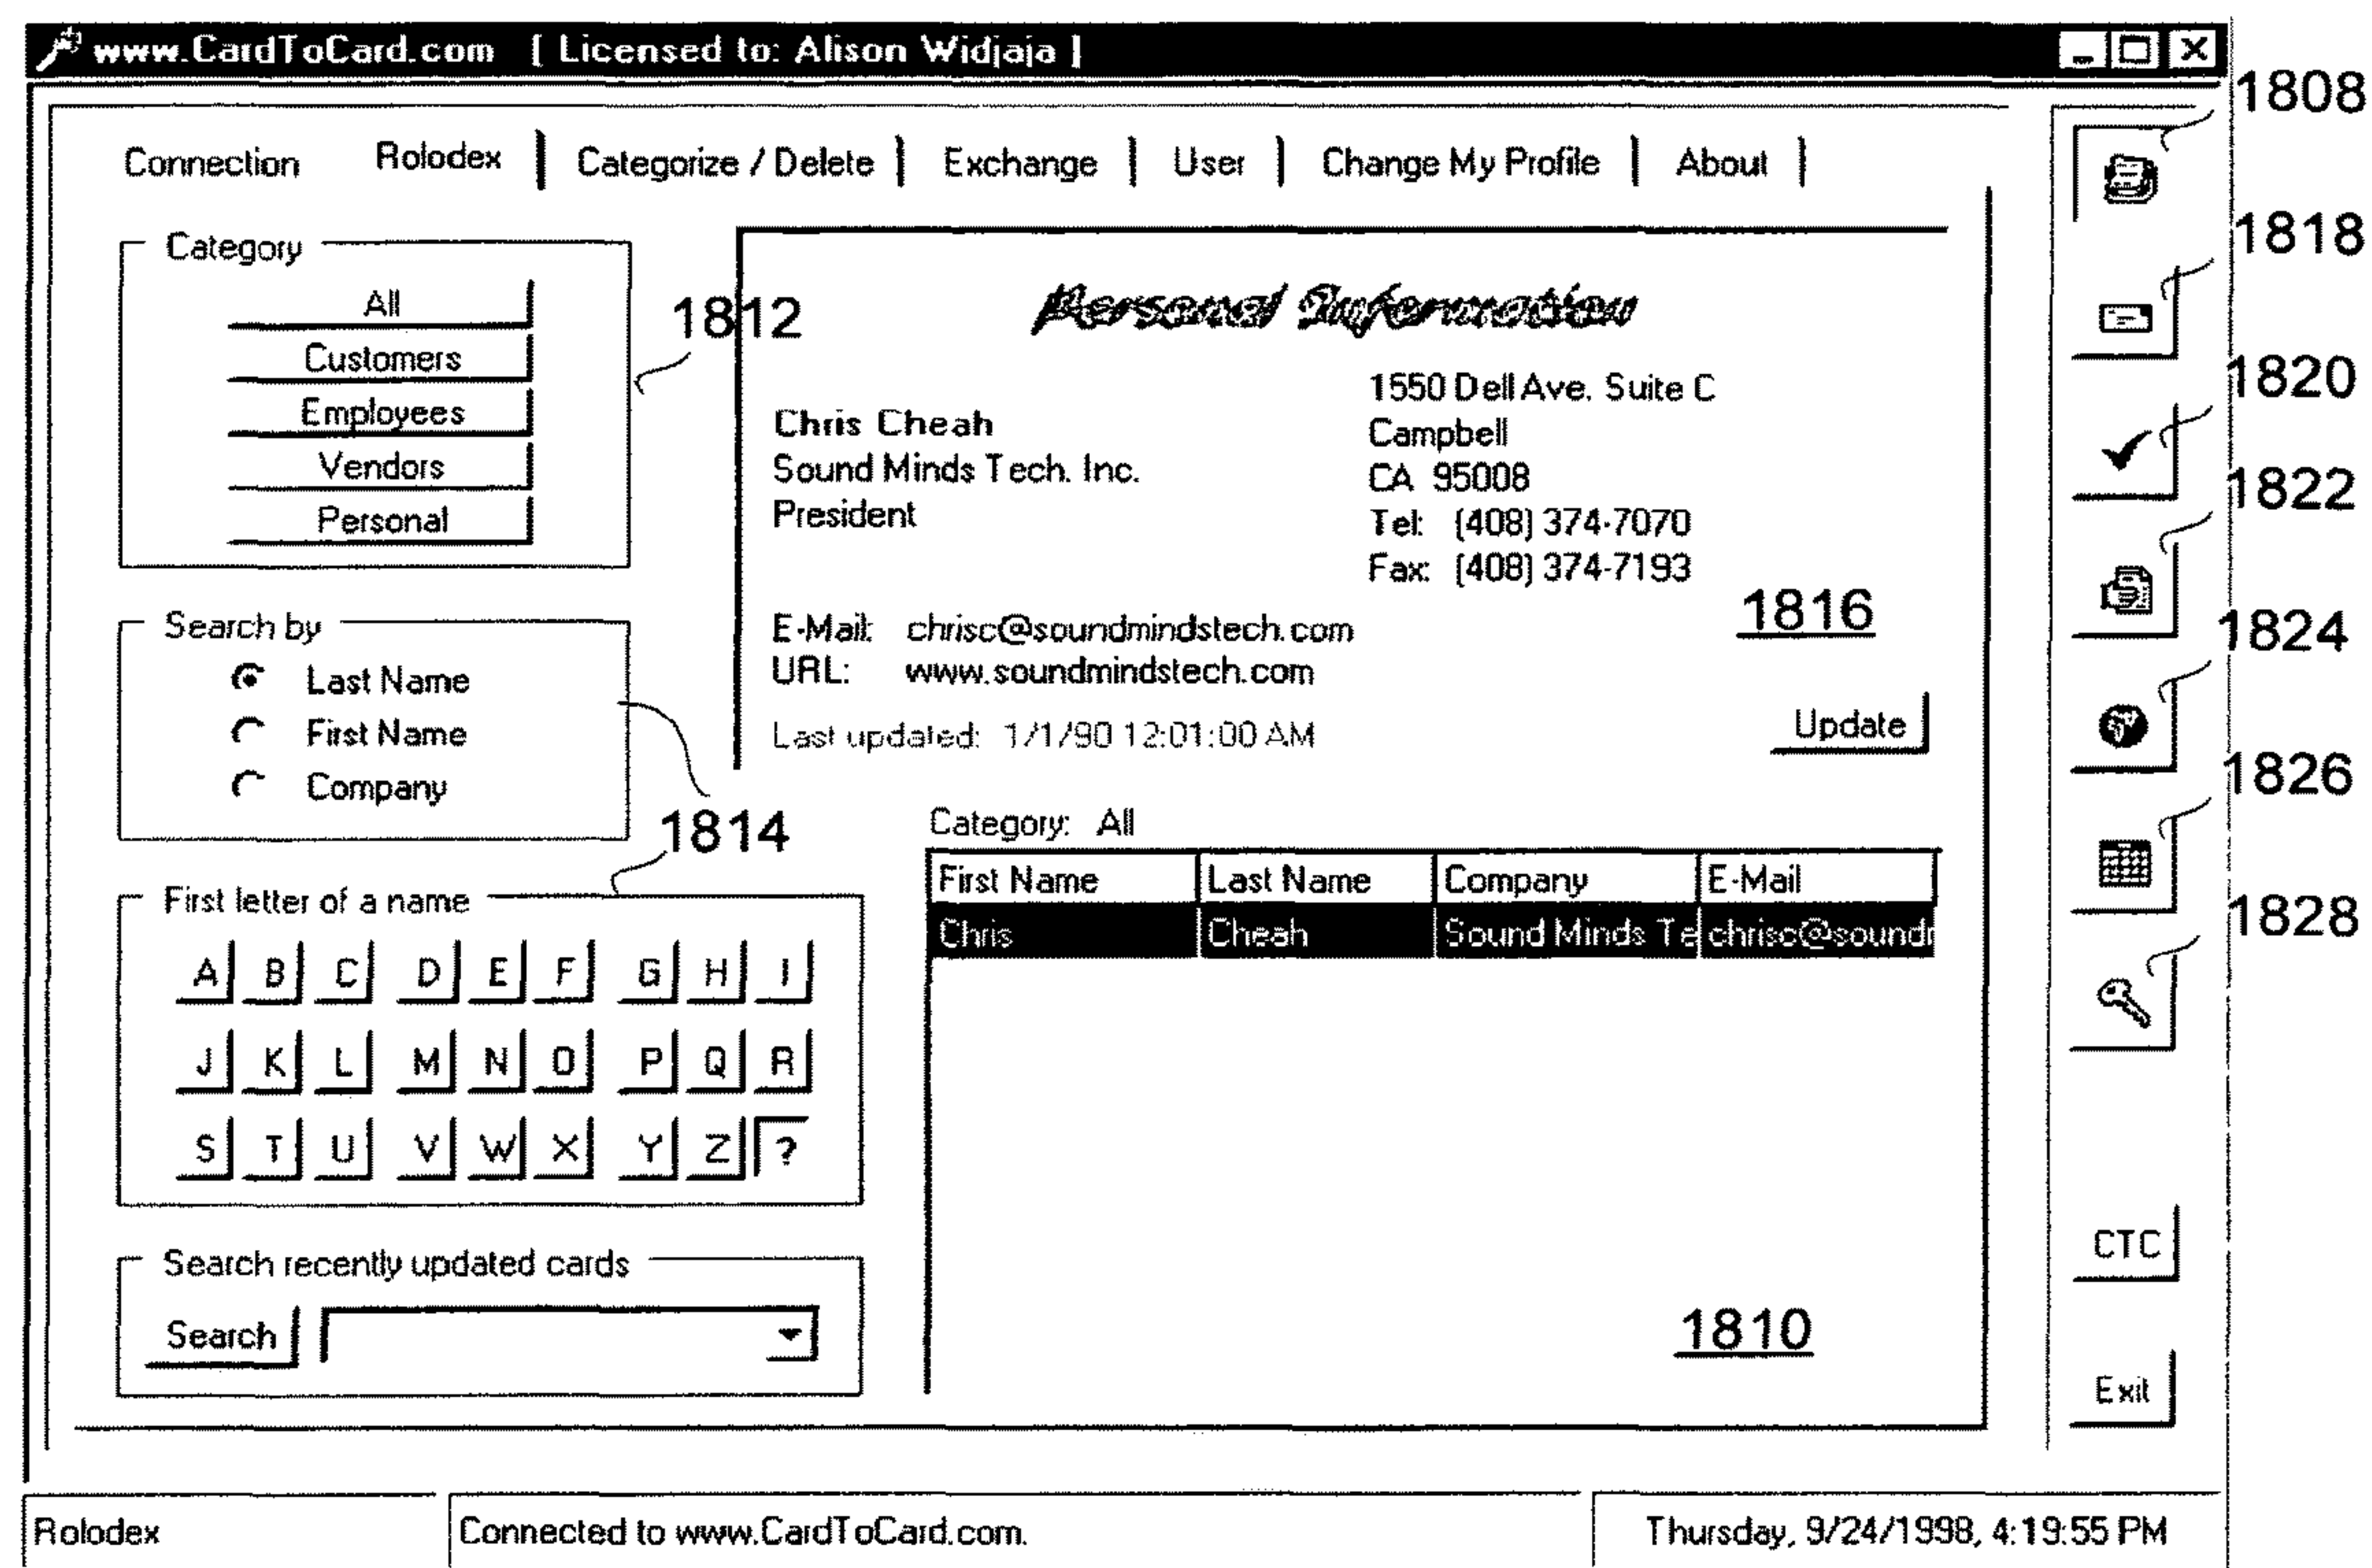 www.CardToCard.com [ Licensed to: Alison Widjaja ]
1808
Connection Rolodex Categorize / Delete Exchange User Change My Profile About
1818
Category
All
Customers
Employees
Vendors
Personal
1812
Personal Information
Chris Cheah
Sound Minds Tech. Inc.
President
1550 Dell Ave. Suite C
Campbell
CA 95008
Tel: (408) 374-7070
Fax: (408) 374-7193
E-Mail: chrisc@soundmindstech.com
URL: www.soundmindstech.com
1816
Last updated: 1/1/90 12:01:00 AM
Update
1820
1822
1824
1826
1828
Search by
Last Name
First Name
Company
1814
First letter of a name
A B C D E F G H I
J K L M N O P Q R
S T U V W X Y Z ?
Search recently updated cards
Search
Category: All
First Name Last Name Company E-Mail
Chris Cheah Sound Minds Te chrisc@soundr
1810
CTC
Exit
Rolodex Connected to www.CardToCard.com. Thursday, 9/24/1998, 4:19:55 PM